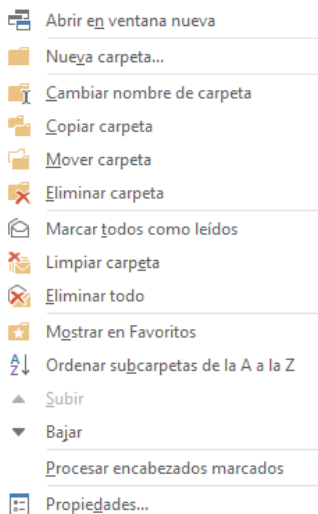 Abrir en ventana nueva
Nueva carpeta...
Cambiar nombre de carpeta
Copiar carpeta
Mover carpeta
Eliminar carpeta
Marcar todos como leídos
Limpiar carpeta
Eliminar todo
Mostrar en Favoritos
Ordenar subcarpetas de la A a la Z
Subir
Bajar
Procesar encabezados marcados
Propiedades...